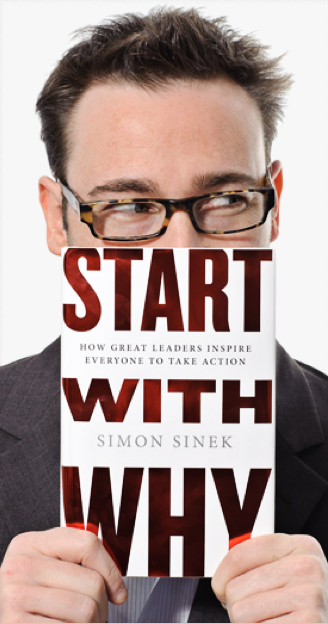 START
HOW GREAT LEADERS INSPIRE
EVERYONE TO TAKE ACTION
WITH
SIMON SINEK
WHY